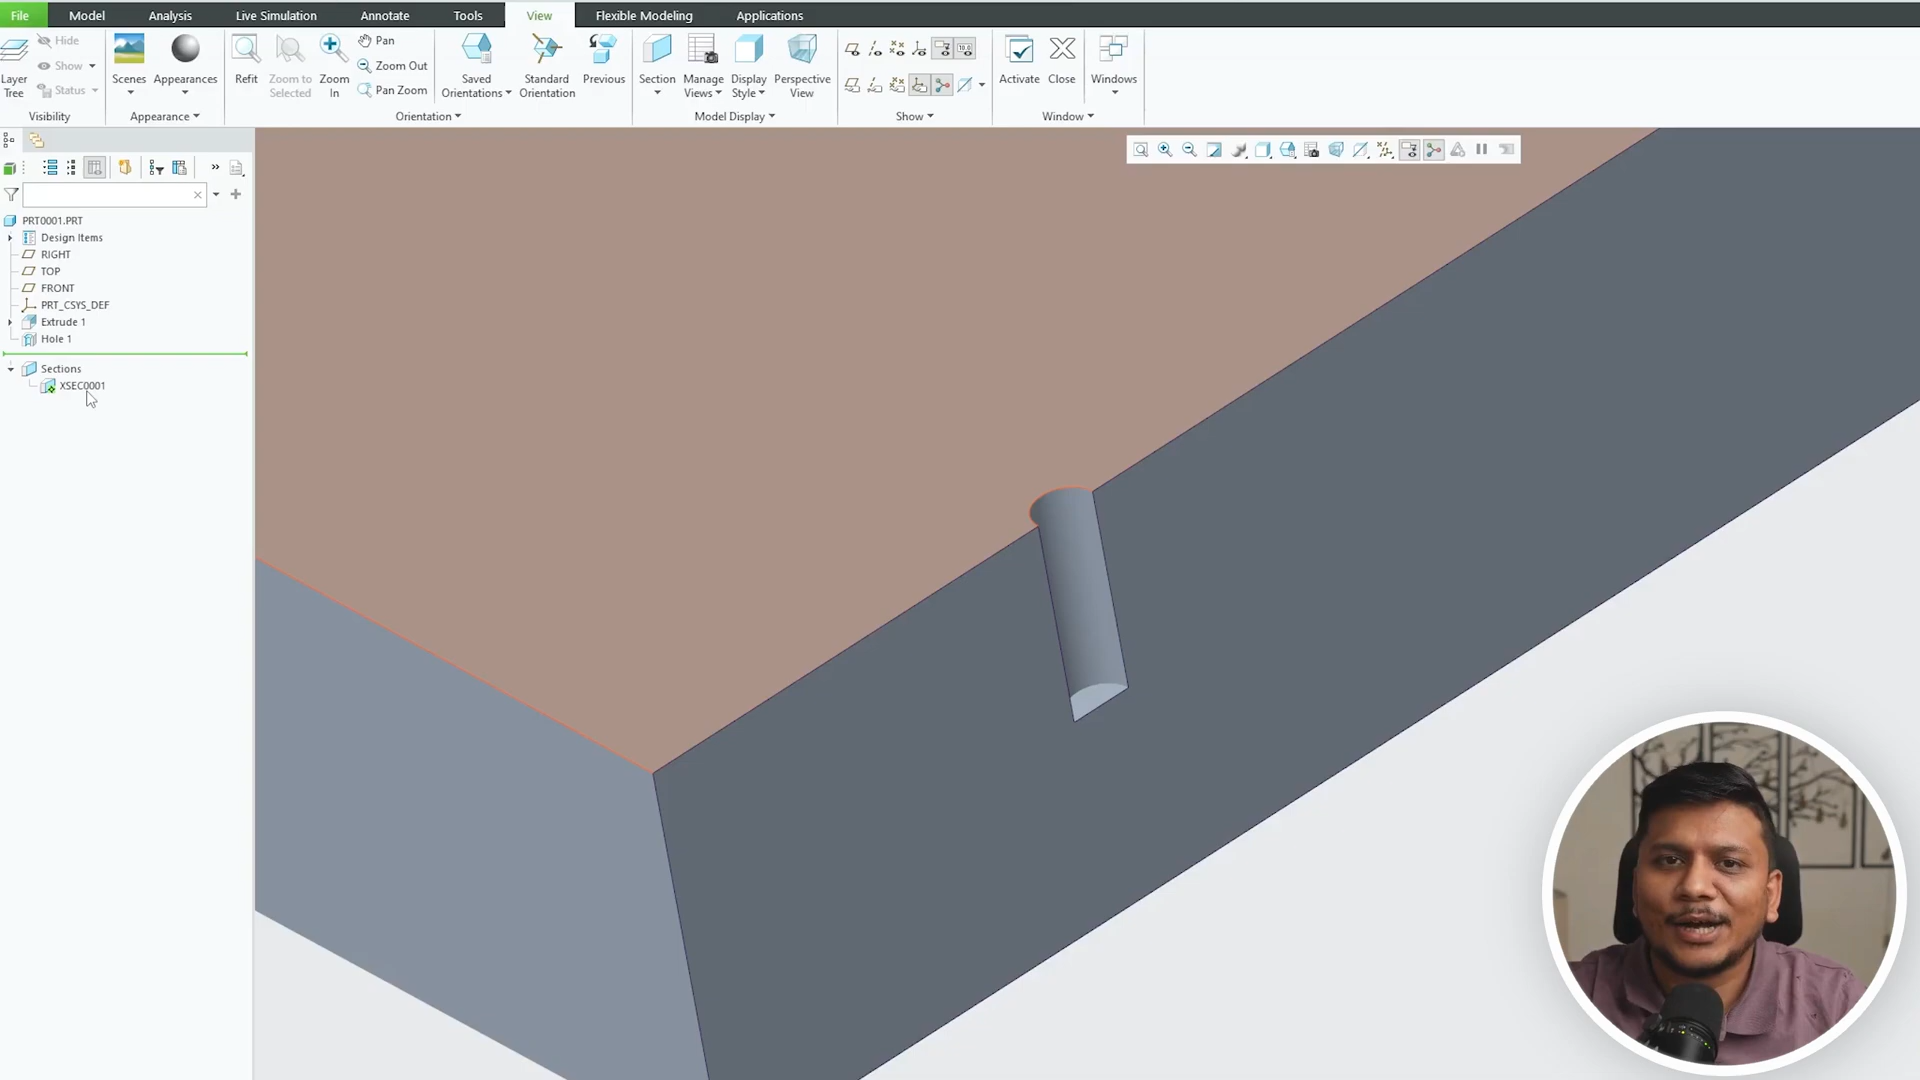 File Model Analysis Live Simulation Annotate Tools View Flexible Modeling Applications
Layer Tree
Hide
Show
Status
Visibility
Scenes
Appearances
Appearance
Refit
Zoom to Selected
Zoom In
Pan
Zoom Out
Pan Zoom
Saved Orientations
Standard Orientation
Previous
Orientation
Section
Manage Views
Display Style
Perspective View
Model Display
Show
Activate
Close
Windows
Window
PRT0001.PRT
Design Items
RIGHT
TOP
FRONT
PRT_CSYS_DEF
Extrude 1
Hole 1
Sections
XSEC0001